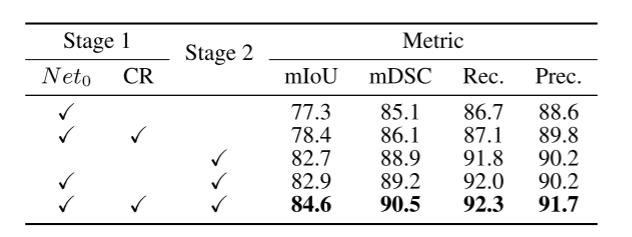 Stage 1 Stage 2 Metric
Net₀ CR mIoU mDSC Rec. Prec.
✓ 77.3 85.1 86.7 88.6
✓ ✓ 78.4 86.1 87.1 89.8
✓ 82.7 88.9 91.8 90.2
✓ ✓ 82.9 89.2 92.0 90.2
✓ ✓ ✓ 84.6 90.5 92.3 91.7